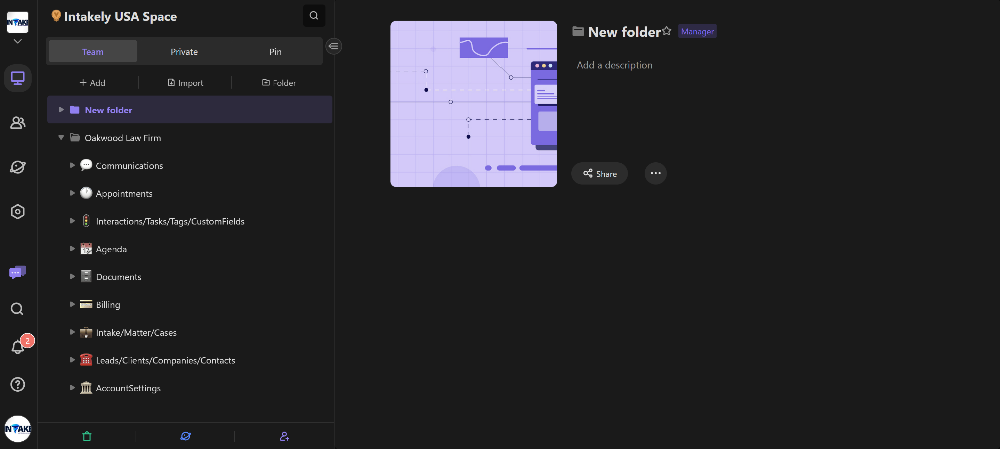 INTAKE
Intakely USA Space
Team
Private
Pin
Add
Import
Folder
New folder
Oakwood Law Firm
Communications
Appointments
Interactions/Tasks/Tags/CustomFields
JUL
17
Agenda
Documents
Billing
Intake/Matter/Cases
2
Leads/Clients/Companies/Contacts
AccountSettings
INTAKE
New folder
Manager
Add a description
Share